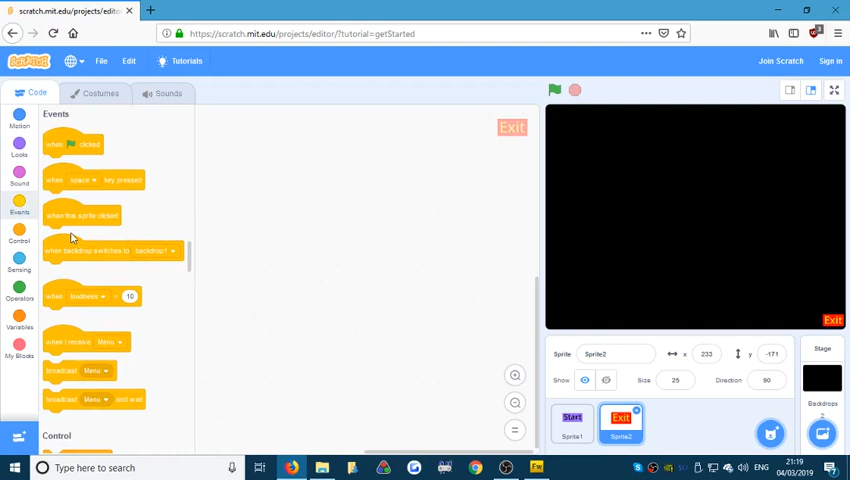 projects/editor/?tu
https://scratch.mit.edu/projects/editor/?tutorial=getStarted
SCRATCH File Edit Tutorials Join Scratch Sign in
Code Costumes Sounds
Motion
Looks
Sound
Events
Control
Sensing
Operators
Variables
My Blocks
Events
when clicked
when space key pressed
when this sprite clicked
when backdrop switches to backdrop1
when loudness > 10
when I receive Menu
broadcast Menu
broadcast Menu and wait
Control
Exit
Exit
Sprite Sprite2 x 233 y -171
Show Size 25 Direction 90
Start
Sprite1
Exit
Sprite2
Stage
Backdrops
2
Type here to search
Fw
ENG
21:19
04/03/2019